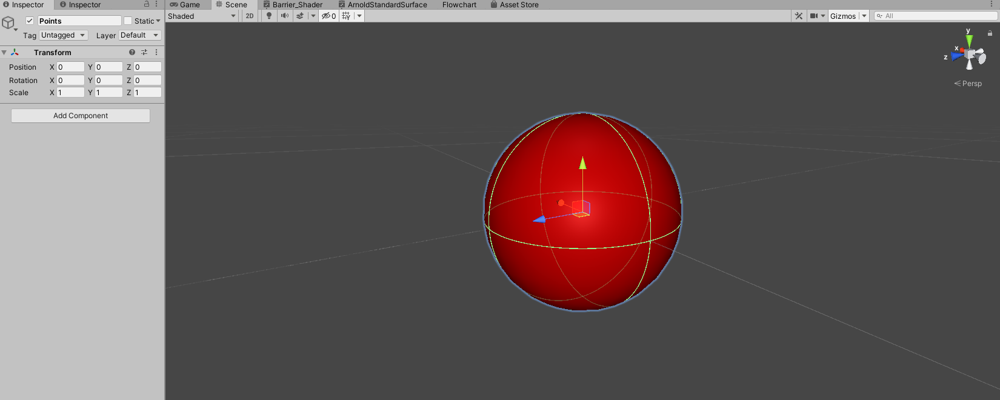 Inspector Inspector
Points Static
Tag Untagged Layer Default
Transform
Position X 0 Y 0 Z 0
Rotation X 0 Y 0 Z 0
Scale X 1 Y 1 Z 1
Add Component
Game Scene Barrier_Shader ArnoldStandardSurface Flowchart Asset Store
Shaded 2D 0 Gizmos All
y
x
z
Persp